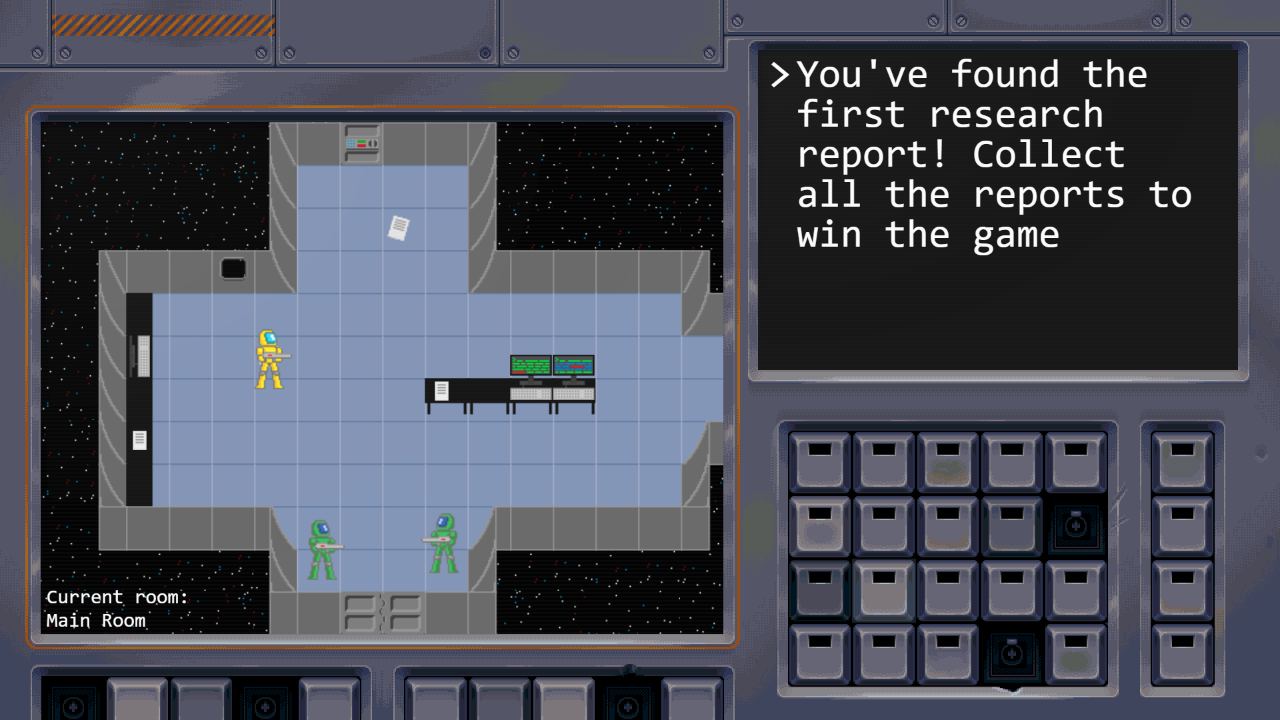 >You've found the
first research
report! Collect
all the reports to
win the game
Current room:
Main Room